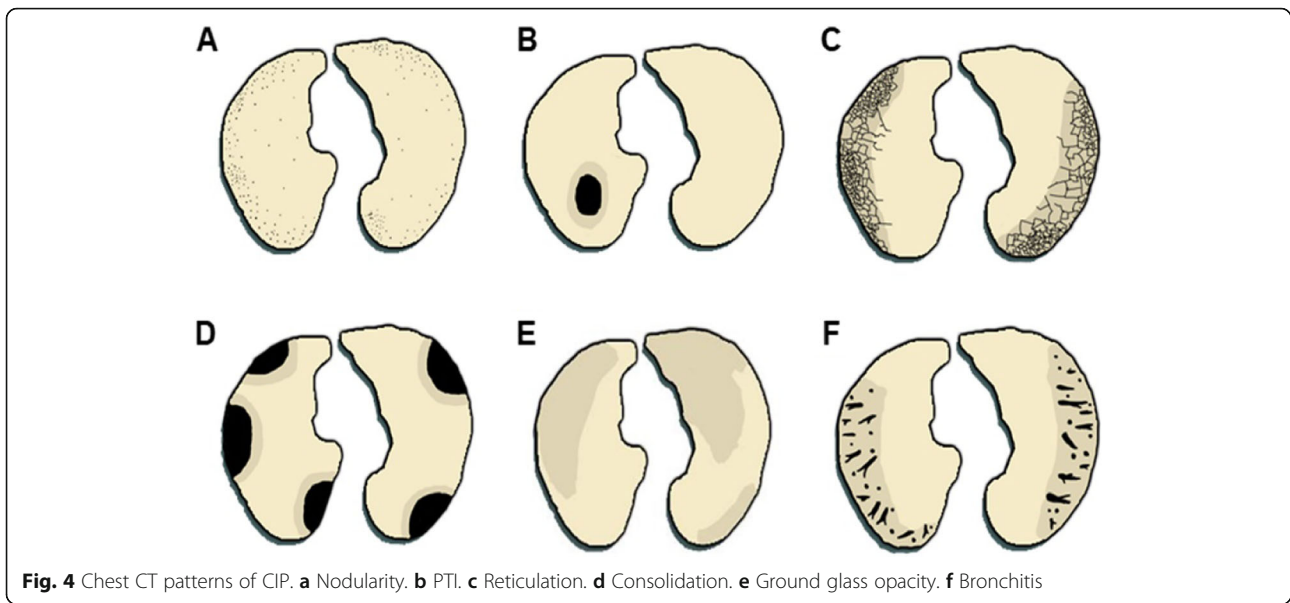 A B C
D E F
Fig. 4 Chest CT patterns of CIP. a Nodularity. b PTI. c Reticulation. d Consolidation. e Ground glass opacity. f Bronchitis